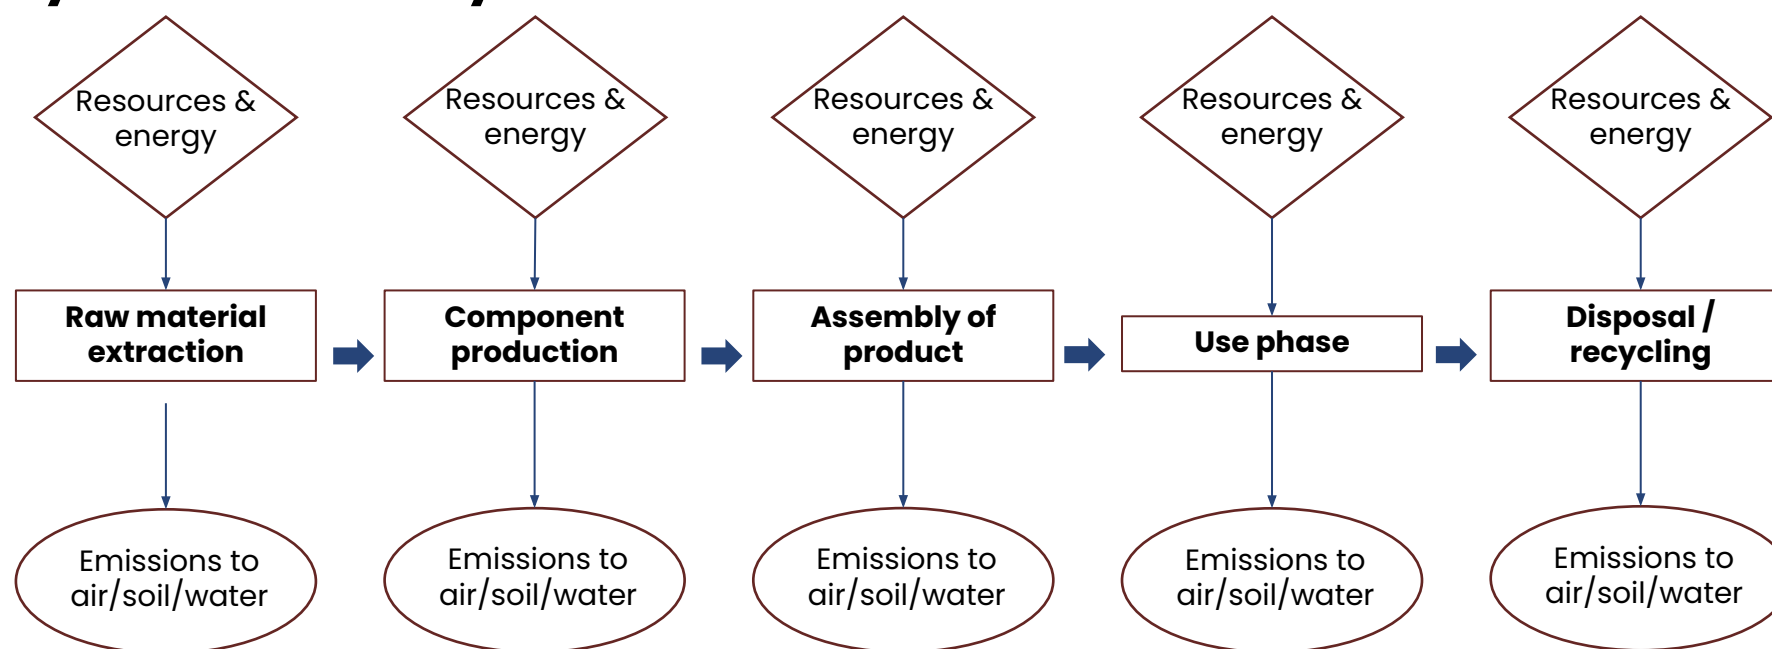 Resources &
energy
Resources &
energy
Resources &
energy
Resources &
energy
Resources &
energy
Raw material
extraction
Component
production
Assembly of
product
Use phase
Disposal /
recycling
Emissions to
air/soil/water
Emissions to
air/soil/water
Emissions to
air/soil/water
Emissions to
air/soil/water
Emissions to
air/soil/water